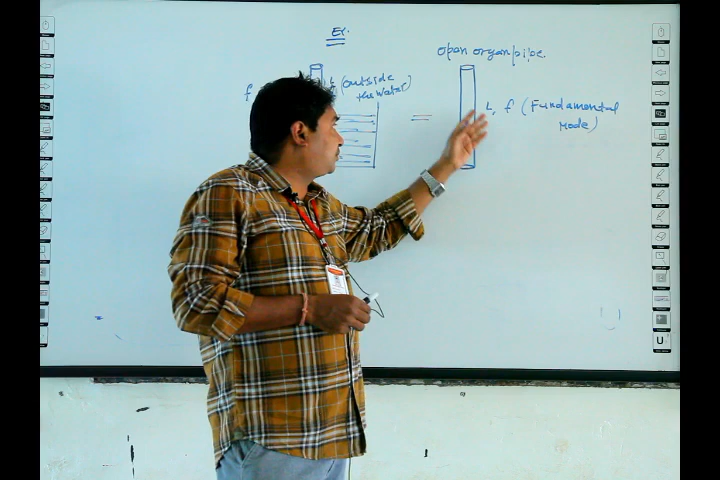 Ex.
open organ pipe.
f
(outside
the water)
=
L, f (Fundamental
Mode)
U